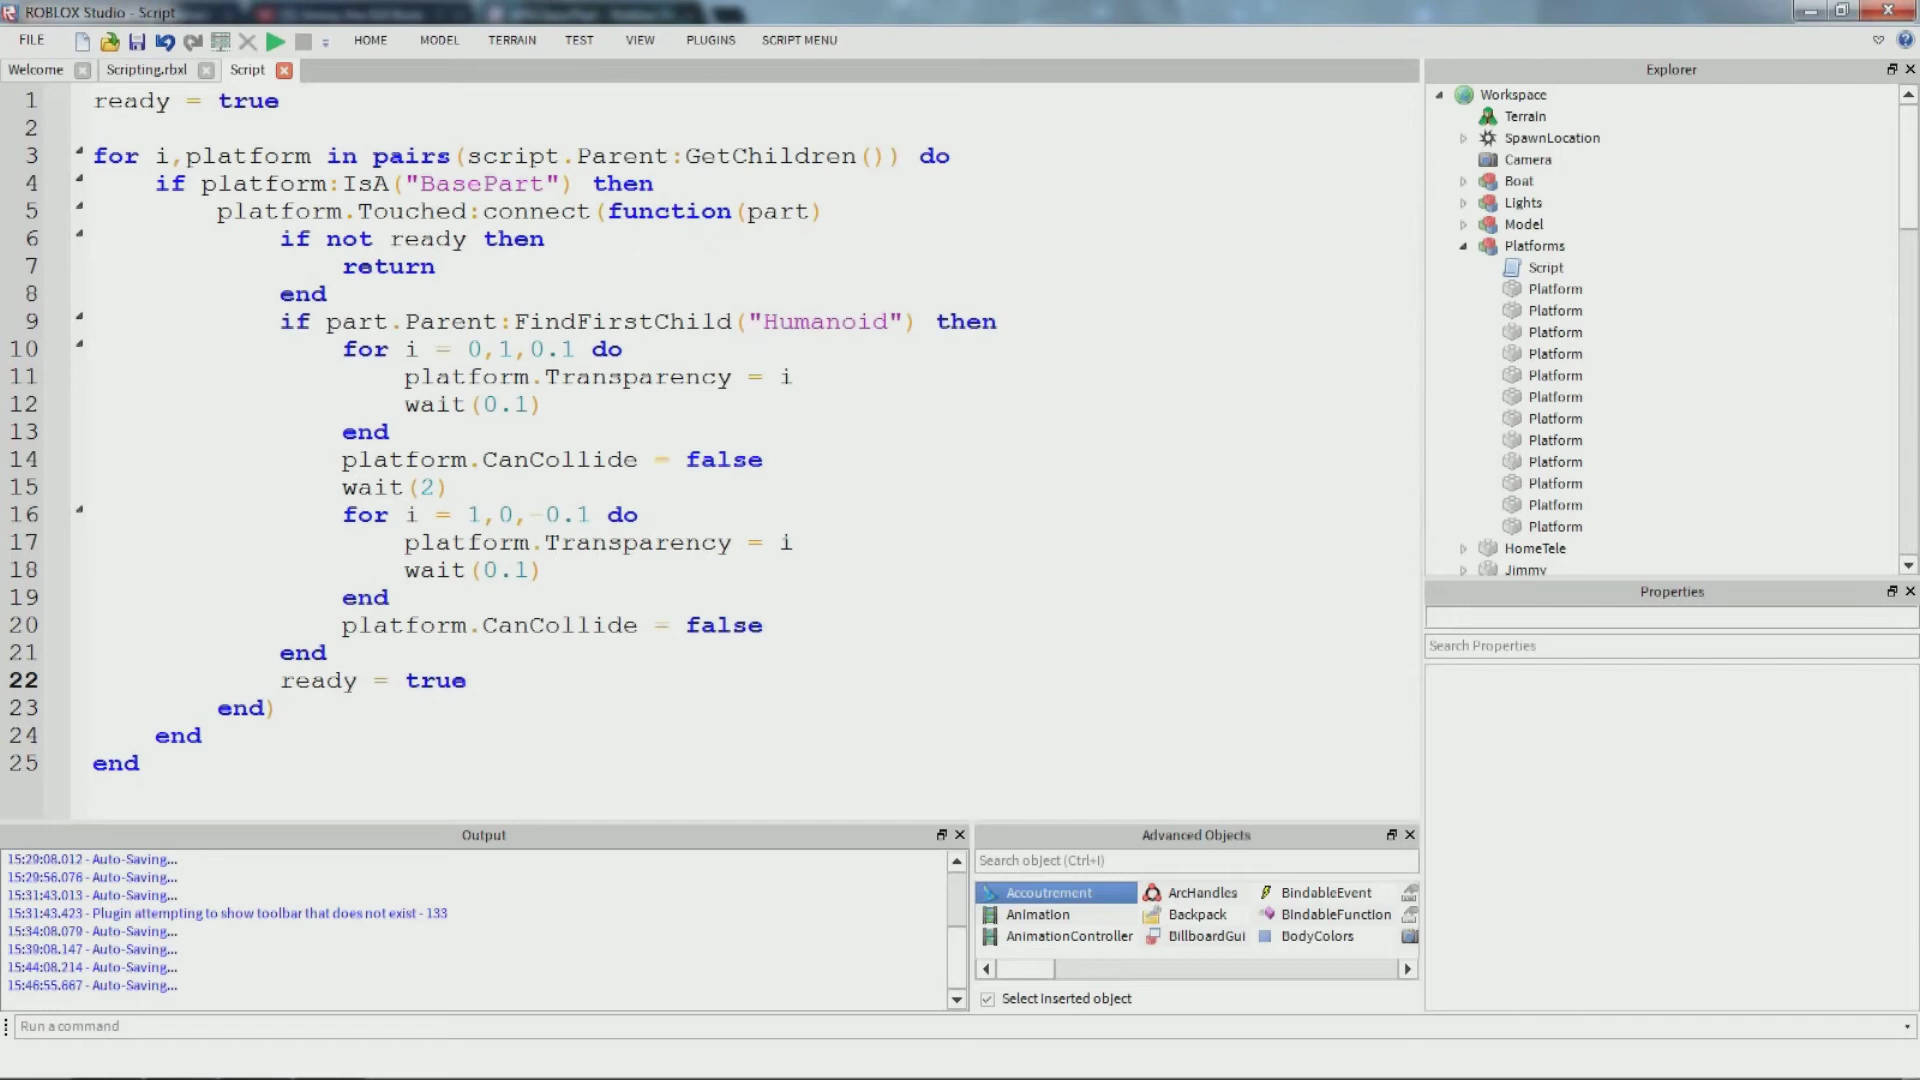 ROBLOX Studio - Script
FILE HOME MODEL TERRAIN TEST VIEW PLUGINS SCRIPT MENU
Welcome Scripting.rbxl Script
1 ready = true
2
3 for i,platform in pairs(script.Parent:GetChildren()) do
4 if platform:IsA("BasePart") then
5 platform.Touched:connect(function(part)
6 if not ready then
7 return
8 end
9 if part.Parent:FindFirstChild("Humanoid") then
10 for i = 0,1,0.1 do
11 platform.Transparency = i
12 wait(0.1)
13 end
14 platform.CanCollide = false
15 wait(2)
16 for i = 1,0,-0.1 do
17 platform.Transparency = i
18 wait(0.1)
19 end
20 platform.CanCollide = false
21 end
22 ready = true
23 end)
24 end
25 end
Explorer
Workspace
Terrain
SpawnLocation
Camera
Boat
Lights
Model
Platforms
Script
Platform
Platform
Platform
Platform
Platform
Platform
Platform
Platform
Platform
Platform
Platform
Platform
HomeTele
Jimmy
Properties
Search Properties
Output
15:29:08.012 - Auto-Saving...
15:29:56.076 - Auto-Saving...
15:31:43.013 - Auto-Saving...
15:31:43.423 - Plugin attempting to show toolbar that does not exist - 133
15:34:08.079 - Auto-Saving...
15:39:08.147 - Auto-Saving...
15:44:08.214 - Auto-Saving...
15:46:55.667 - Auto-Saving...
Advanced Objects
Search object (Ctrl+I)
Accoutrement ArcHandles BindableEvent
Animation Backpack BindableFunction
AnimationController BillboardGui BodyColors
Select Inserted object
Run a command